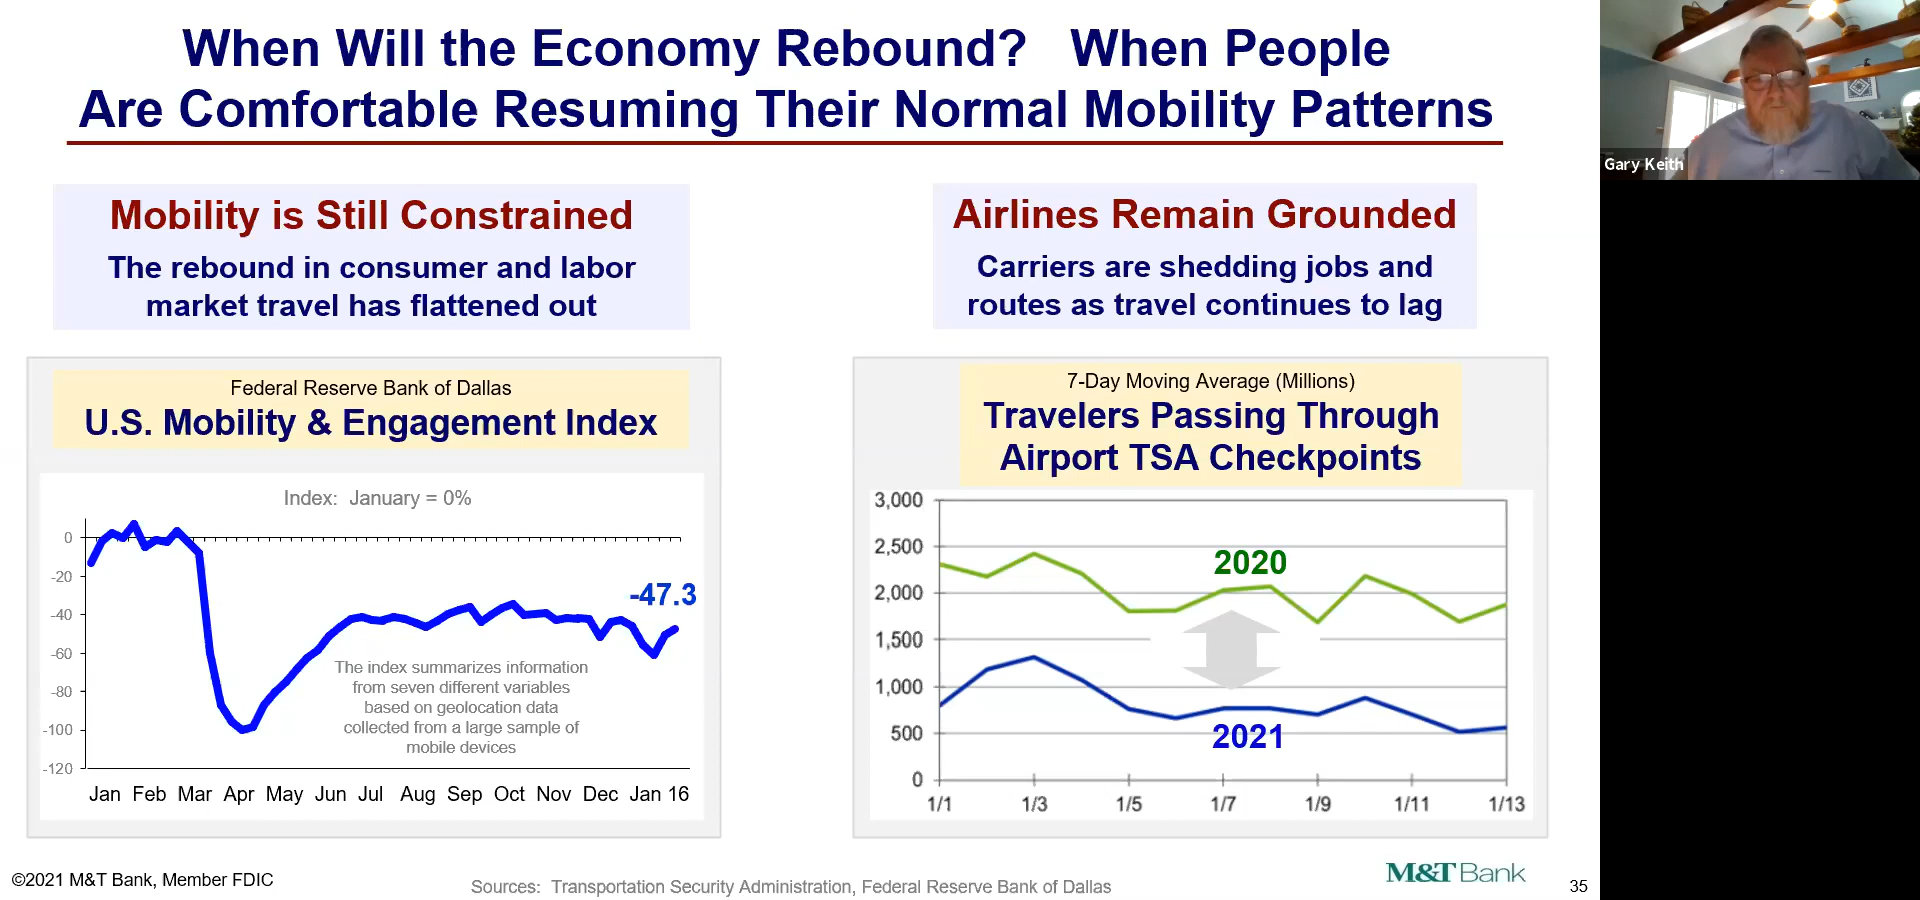 When Will the Economy Rebound? When People
Are Comfortable Resuming Their Normal Mobility Patterns
Gary Keith
Mobility is Still Constrained
The rebound in consumer and labor
market travel has flattened out
Airlines Remain Grounded
Carriers are shedding jobs and
routes as travel continues to lag
Federal Reserve Bank of Dallas
U.S. Mobility & Engagement Index
Index: January = 0%
0
-20
-40
-60
-80
-100
-120
-47.3
The index summarizes information
from seven different variables
based on geolocation data
collected from a large sample of
mobile devices
Jan Feb Mar Apr May Jun Jul Aug Sep Oct Nov Dec Jan 16
7-Day Moving Average (Millions)
Travelers Passing Through
Airport TSA Checkpoints
3,000
2,500
2,000
1,500
1,000
500
0
2020
2021
1/1 1/3 1/5 1/7 1/9 1/11 1/13
©2021 M&T Bank, Member FDIC
Sources: Transportation Security Administration, Federal Reserve Bank of Dallas
M&T Bank
35